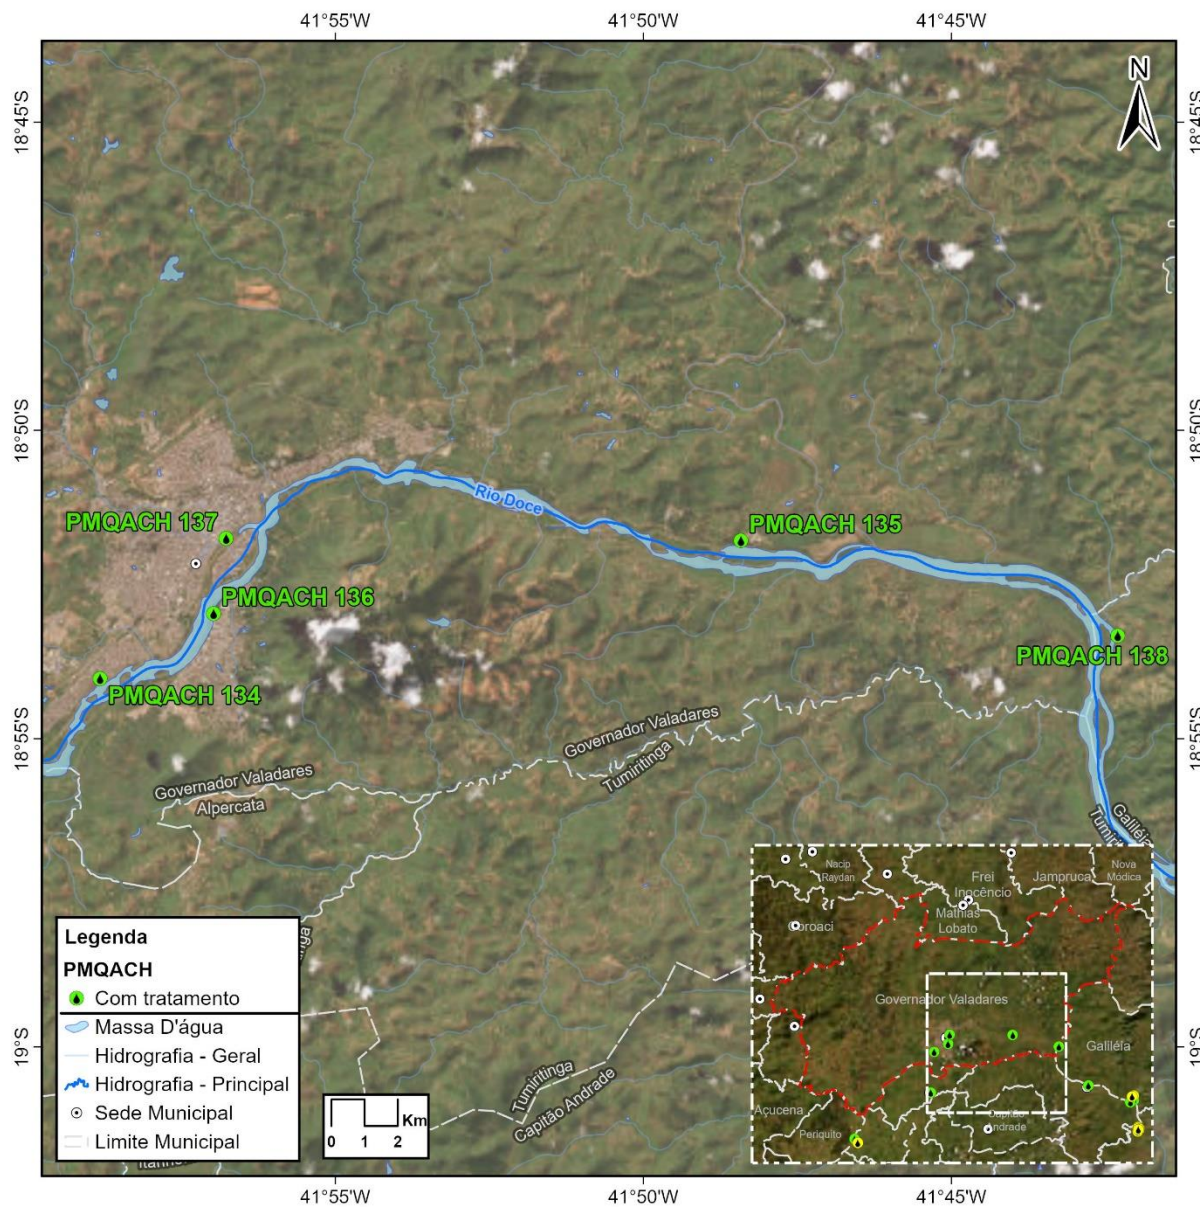 41°55'W
41°50'W
41°45'W
N
18°45'S
18°45'S
18°50'S
18°50'S
Rio Doce
PMQACH 137
PMQACH 135
PMQACH 136
PMQACH 138
PMQACH 134
18°55'S
18°55'S
Governador Valadares
Tumiritinga
Governador Valadares
Alpercata
Galiléia
Legenda
PMQACH
Com tratamento
Massa D'água
Hidrografia - Geral
Hidrografia - Principal
Sede Municipal
Limite Municipal
Km
0 1 2
Tumiritinga
Capitão Andrade
Nacip
Raydan
Frei
Inocêncio
Jampruca
Nova
Módica
Mathias
Lobato
Governador Valadares
Galiléia
Açucena
Periquito
Capitão
Andrade
19°S
19°S
41°55'W
41°50'W
41°45'W